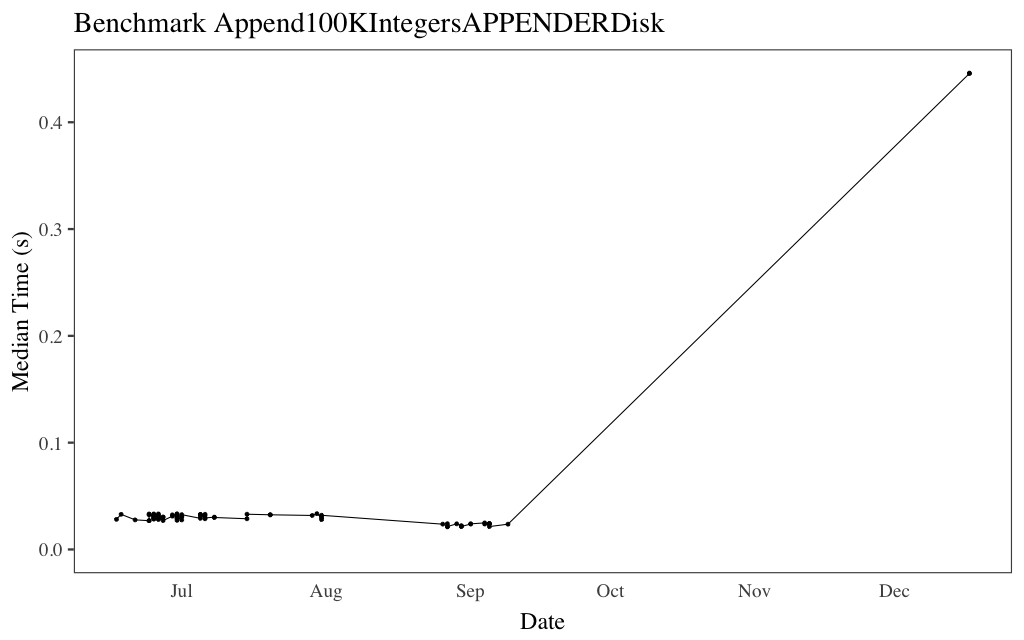 Benchmark Append100KIntegersAPPENDERDisk
Median Time (s)
0.4
0.3
0.2
0.1
0.0
Jul Aug Sep Oct Nov Dec
Date